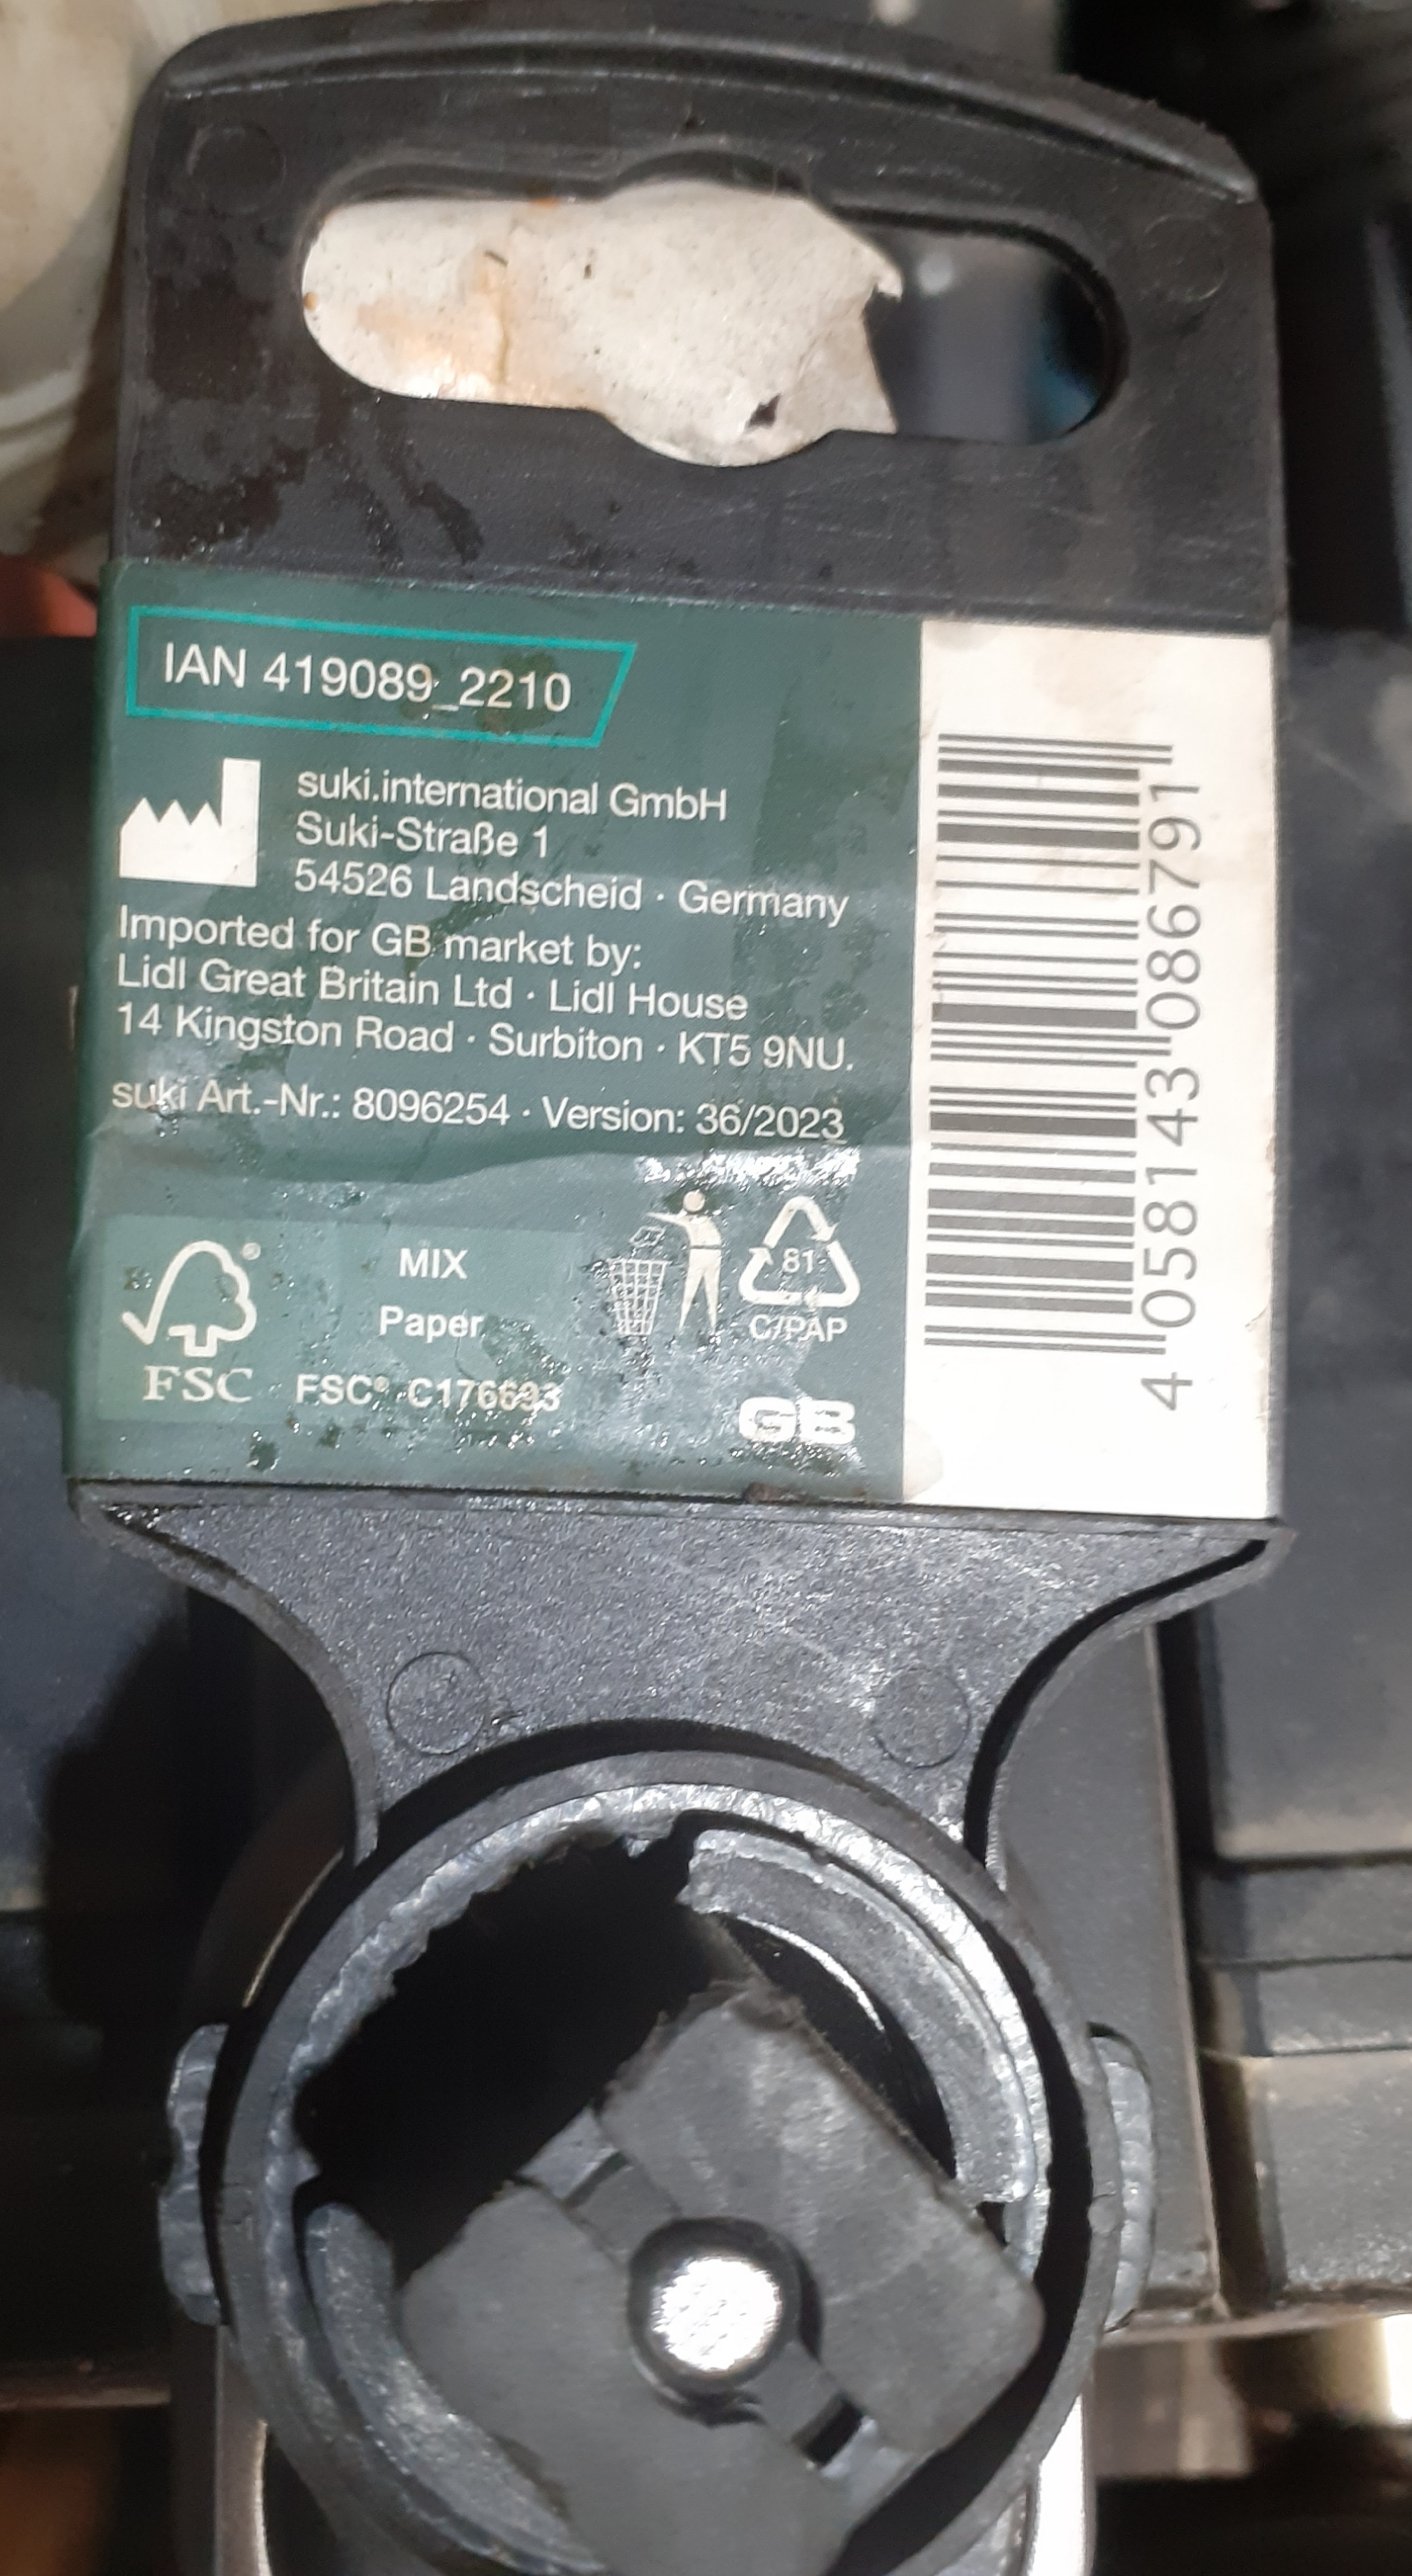 IAN 419089_2210
suki.international GmbH
Suki-Straße 1
54526 Landscheid · Germany
Imported for GB market by:
Lidl Great Britain Ltd · Lidl House
14 Kingston Road · Surbiton · KT5 9NU.
suki Art.-Nr.: 8096254 · Version: 36/2023
MIX
Paper
FSC
FSC® C176693
81
C/PAP
GB
4 058143 086791